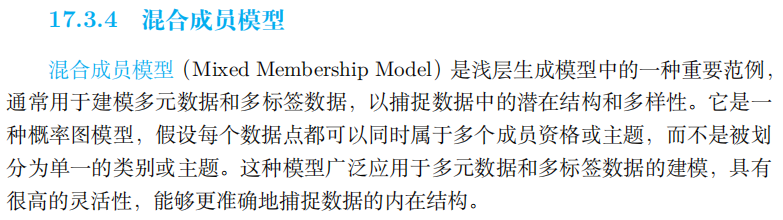 17.3.4 混合成员模型
混合成员模型（Mixed Membership Model）是浅层生成模型中的一种重要范例，
通常用于建模多元数据和多标签数据，以捕捉数据中的潜在结构和多样性。它是一
种概率图模型，假设每个数据点都可以同时属于多个成员资格或主题，而不是被划
分为单一的类别或主题。这种模型广泛应用于多元数据和多标签数据的建模，具有
很高的灵活性，能够更准确地捕捉数据的内在结构。